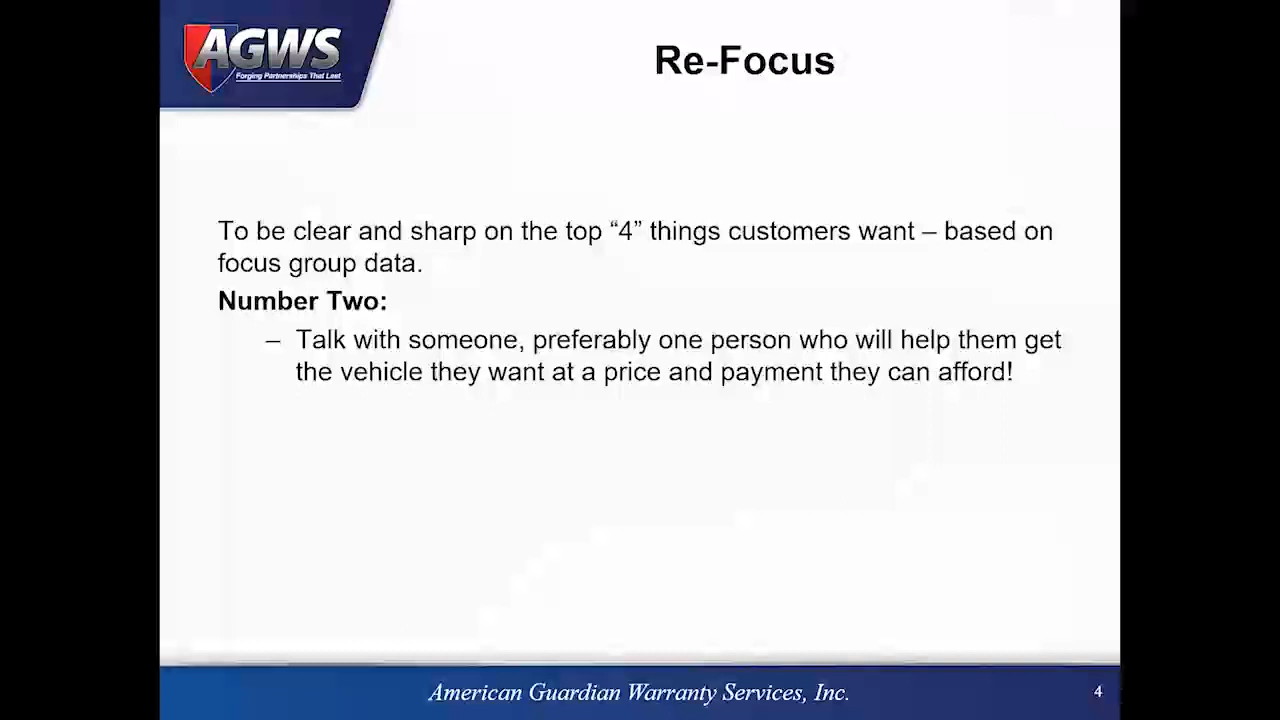 AGWS
Forging Partnerships That Last
Re-Focus
To be clear and sharp on the top “4” things customers want – based on
focus group data.
Number Two:
– Talk with someone, preferably one person who will help them get
the vehicle they want at a price and payment they can afford!
American Guardian Warranty Services, Inc.
4